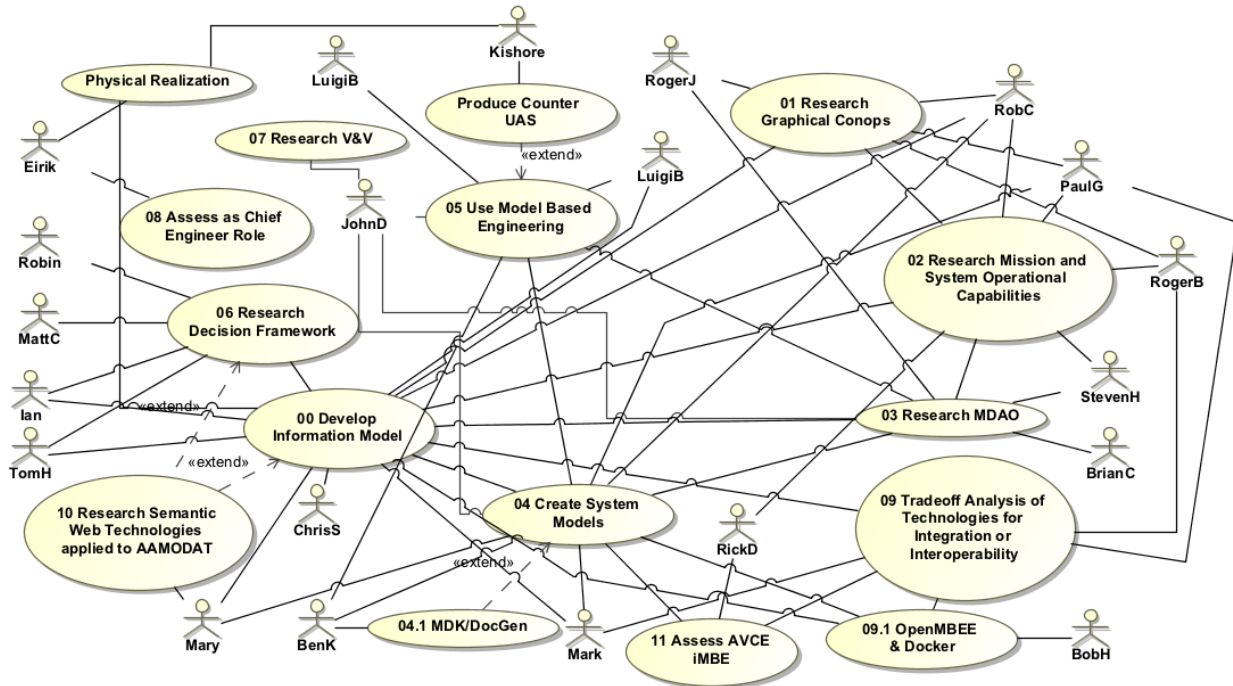 Kishore
LuigiB
Physical Realization
RogerJ
Produce Counter
UAS
01 Research
Graphical Conops
RobC
07 Research V&V
«extend»
Eirik
LuigiB
PaulG
08 Assess as Chief
Engineer Role
JohnD
05 Use Model Based
Engineering
Robin
02 Research Mission and
System Operational
Capabilities
RogerB
06 Research
Decision Framework
MattC
Ian
«extend»
00 Develop
Information Model
StevenH
03 Research MDAO
TomH
«extend»
BrianC
10 Research Semantic
Web Technologies
applied to AAMODAT
ChrisS
04 Create System
Models
RickD
09 Tradeoff Analysis of
Technologies for
Integration or
Interoperability
«extend»
Mary
BenK
04.1 MDK/DocGen
Mark
11 Assess AVCE
iMBE
09.1 OpenMBEE
& Docker
BobH